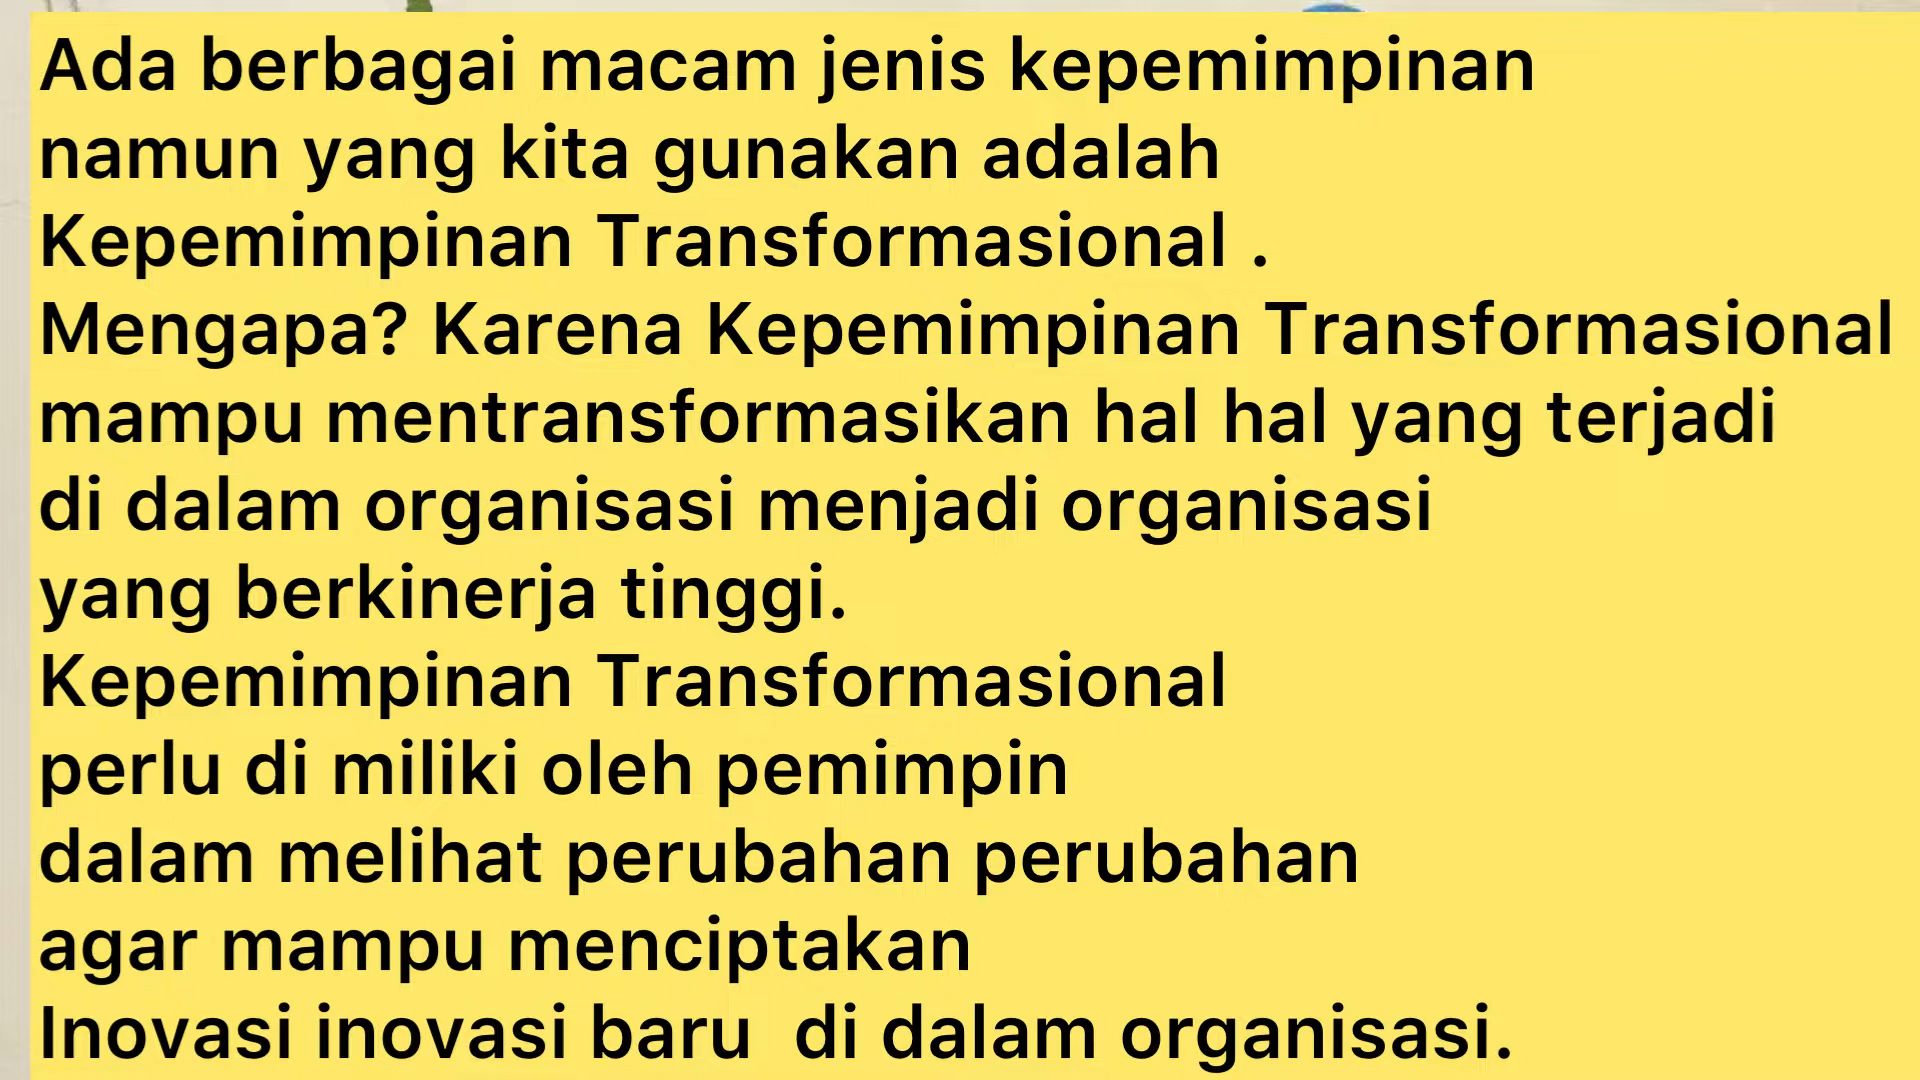 Ada berbagai macam jenis kepemimpinan
namun yang kita gunakan adalah
Kepemimpinan Transformasional .
Mengapa? Karena Kepemimpinan Transformasional
mampu mentransformasikan hal hal yang terjadi
di dalam organisasi menjadi organisasi
yang berkinerja tinggi.
Kepemimpinan Transformasional
perlu di miliki oleh pemimpin
dalam melihat perubahan perubahan
agar mampu menciptakan
Inovasi inovasi baru  di dalam organisasi.